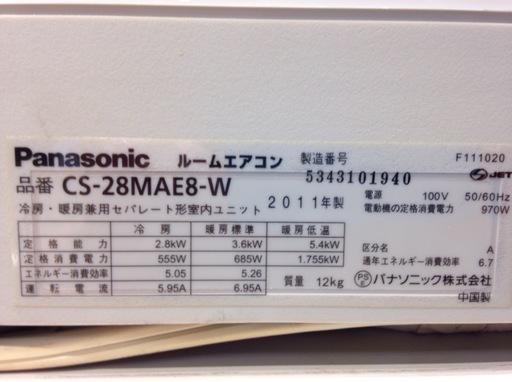 Panasonic ルームエアコン 製造番号 F111020
5343101940 JET
品番 CS-28MAE8-W 2011年製
冷房・暖房兼用セパレート形室内ユニット
電源 100V 50/60Hz
電動機の定格消費電力 970W
冷房 暖房標準 暖房低温
定格能力 2.8kW 3.6kW 5.4kW
定格消費電力 555W 685W 1.755kW
エネルギー消費効率 5.05 5.26
運転電流 5.95A 6.95A
質量 12kg
区分名 A
通年エネルギー消費効率 6.7
PSE パナソニック株式会社
中国製